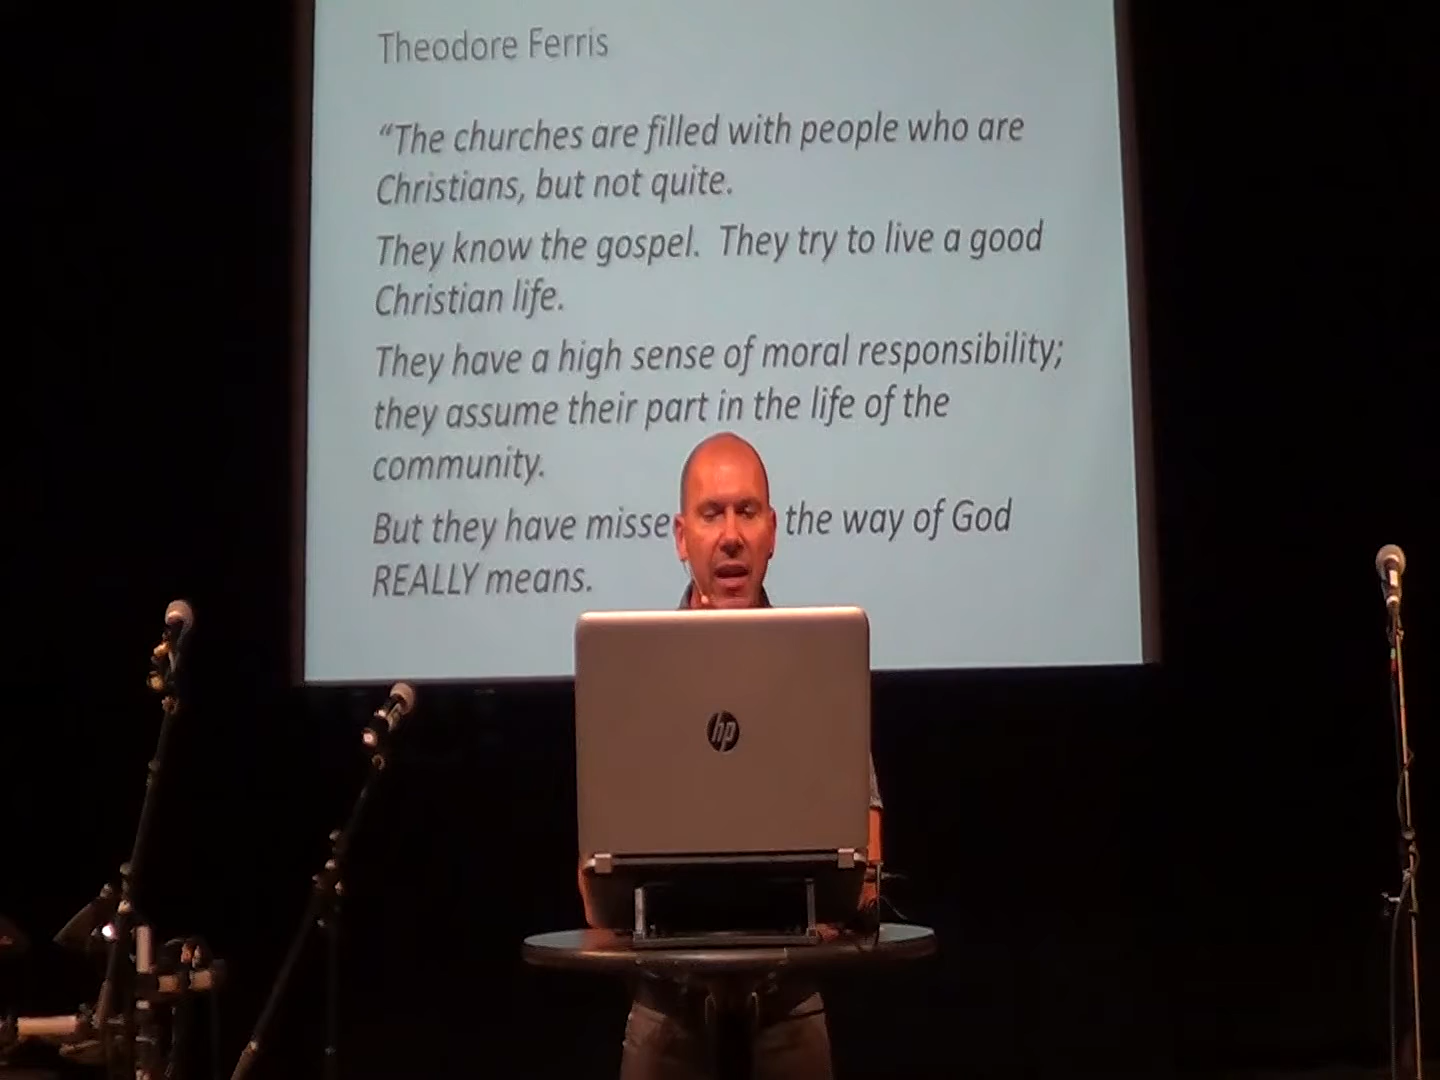 Theodore Ferris
“The churches are filled with people who are
Christians, but not quite.
They know the gospel.  They try to live a good
Christian life.
They have a high sense of moral responsibility;
they assume their part in the life of the
community.
But they have misse the way of God
REALLY means.
hp